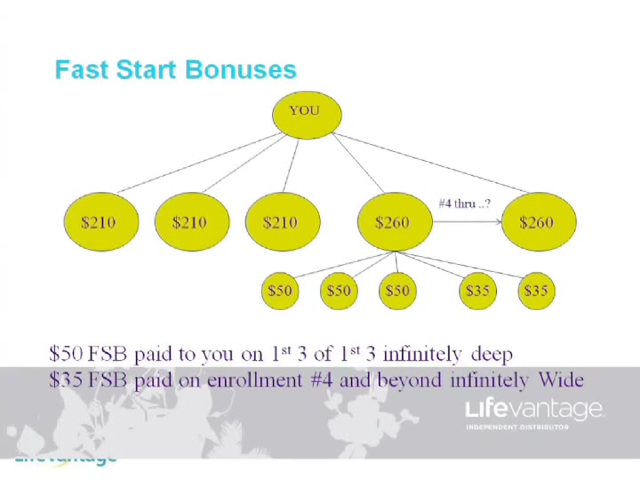 Fast Start Bonuses
YOU
#4 thru ..?
$210 $210 $210 $260 $260
$50 $50 $50 $35 $35
$50 FSB paid to you on 1st 3 of 1st 3 infinitely deep
$35 FSB paid on enrollment #4 and beyond infinitely Wide
Lifevantage
INDEPENDENT DISTRIBUTOR
Lifevantage